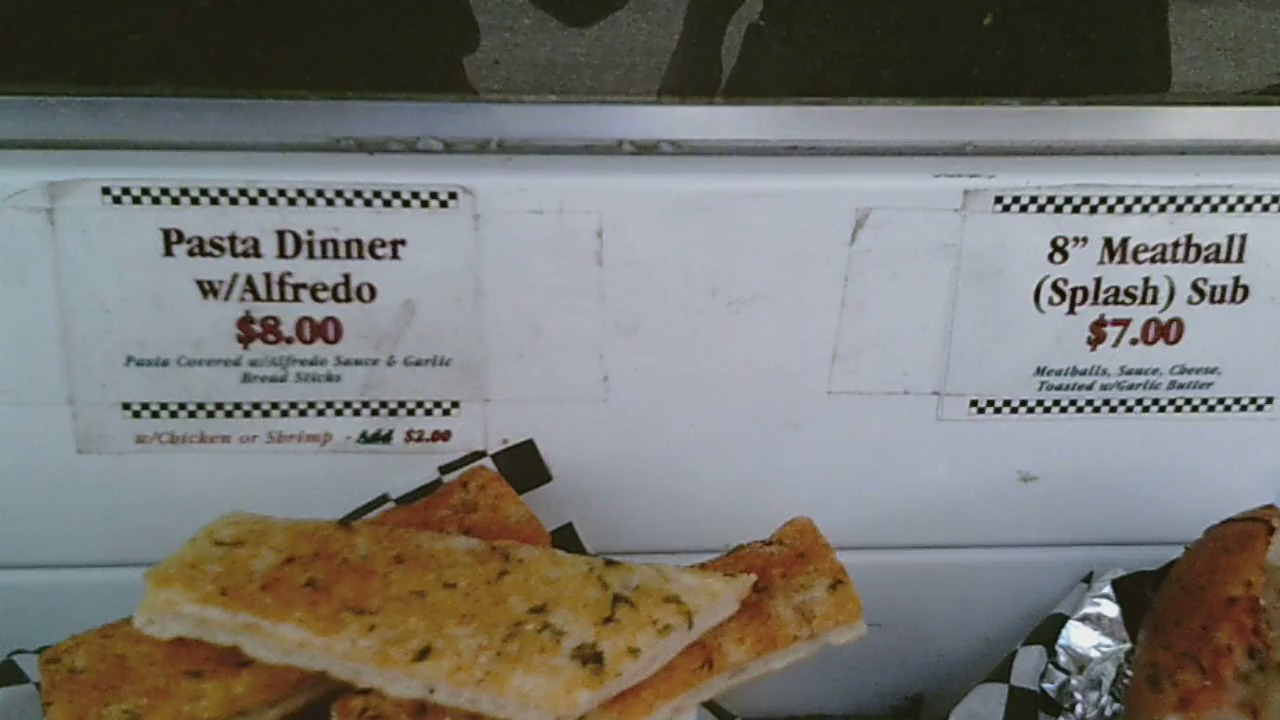 Pasta Dinner
w/Alfredo
$8.00
Pasta Covered w/Alfredo Sauce & Garlic
Bread Sticks
w/Chicken or Shrimp - Add $2.00
8” Meatball
(Splash) Sub
$7.00
Meatballs, Sauce, Cheese,
Toasted w/Garlic Butter